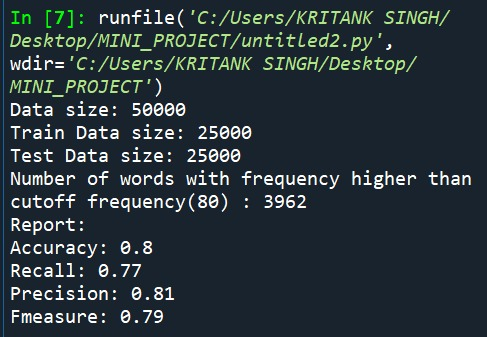 In [7]: runfile('C:/Users/KRITANK SINGH/
Desktop/MINI_PROJECT/untitled2.py',
wdir='C:/Users/KRITANK SINGH/Desktop/
MINI_PROJECT')
Data size: 50000
Train Data size: 25000
Test Data size: 25000
Number of words with frequency higher than
cutoff frequency(80) : 3962
Report:
Accuracy: 0.8
Recall: 0.77
Precision: 0.81
Fmeasure: 0.79